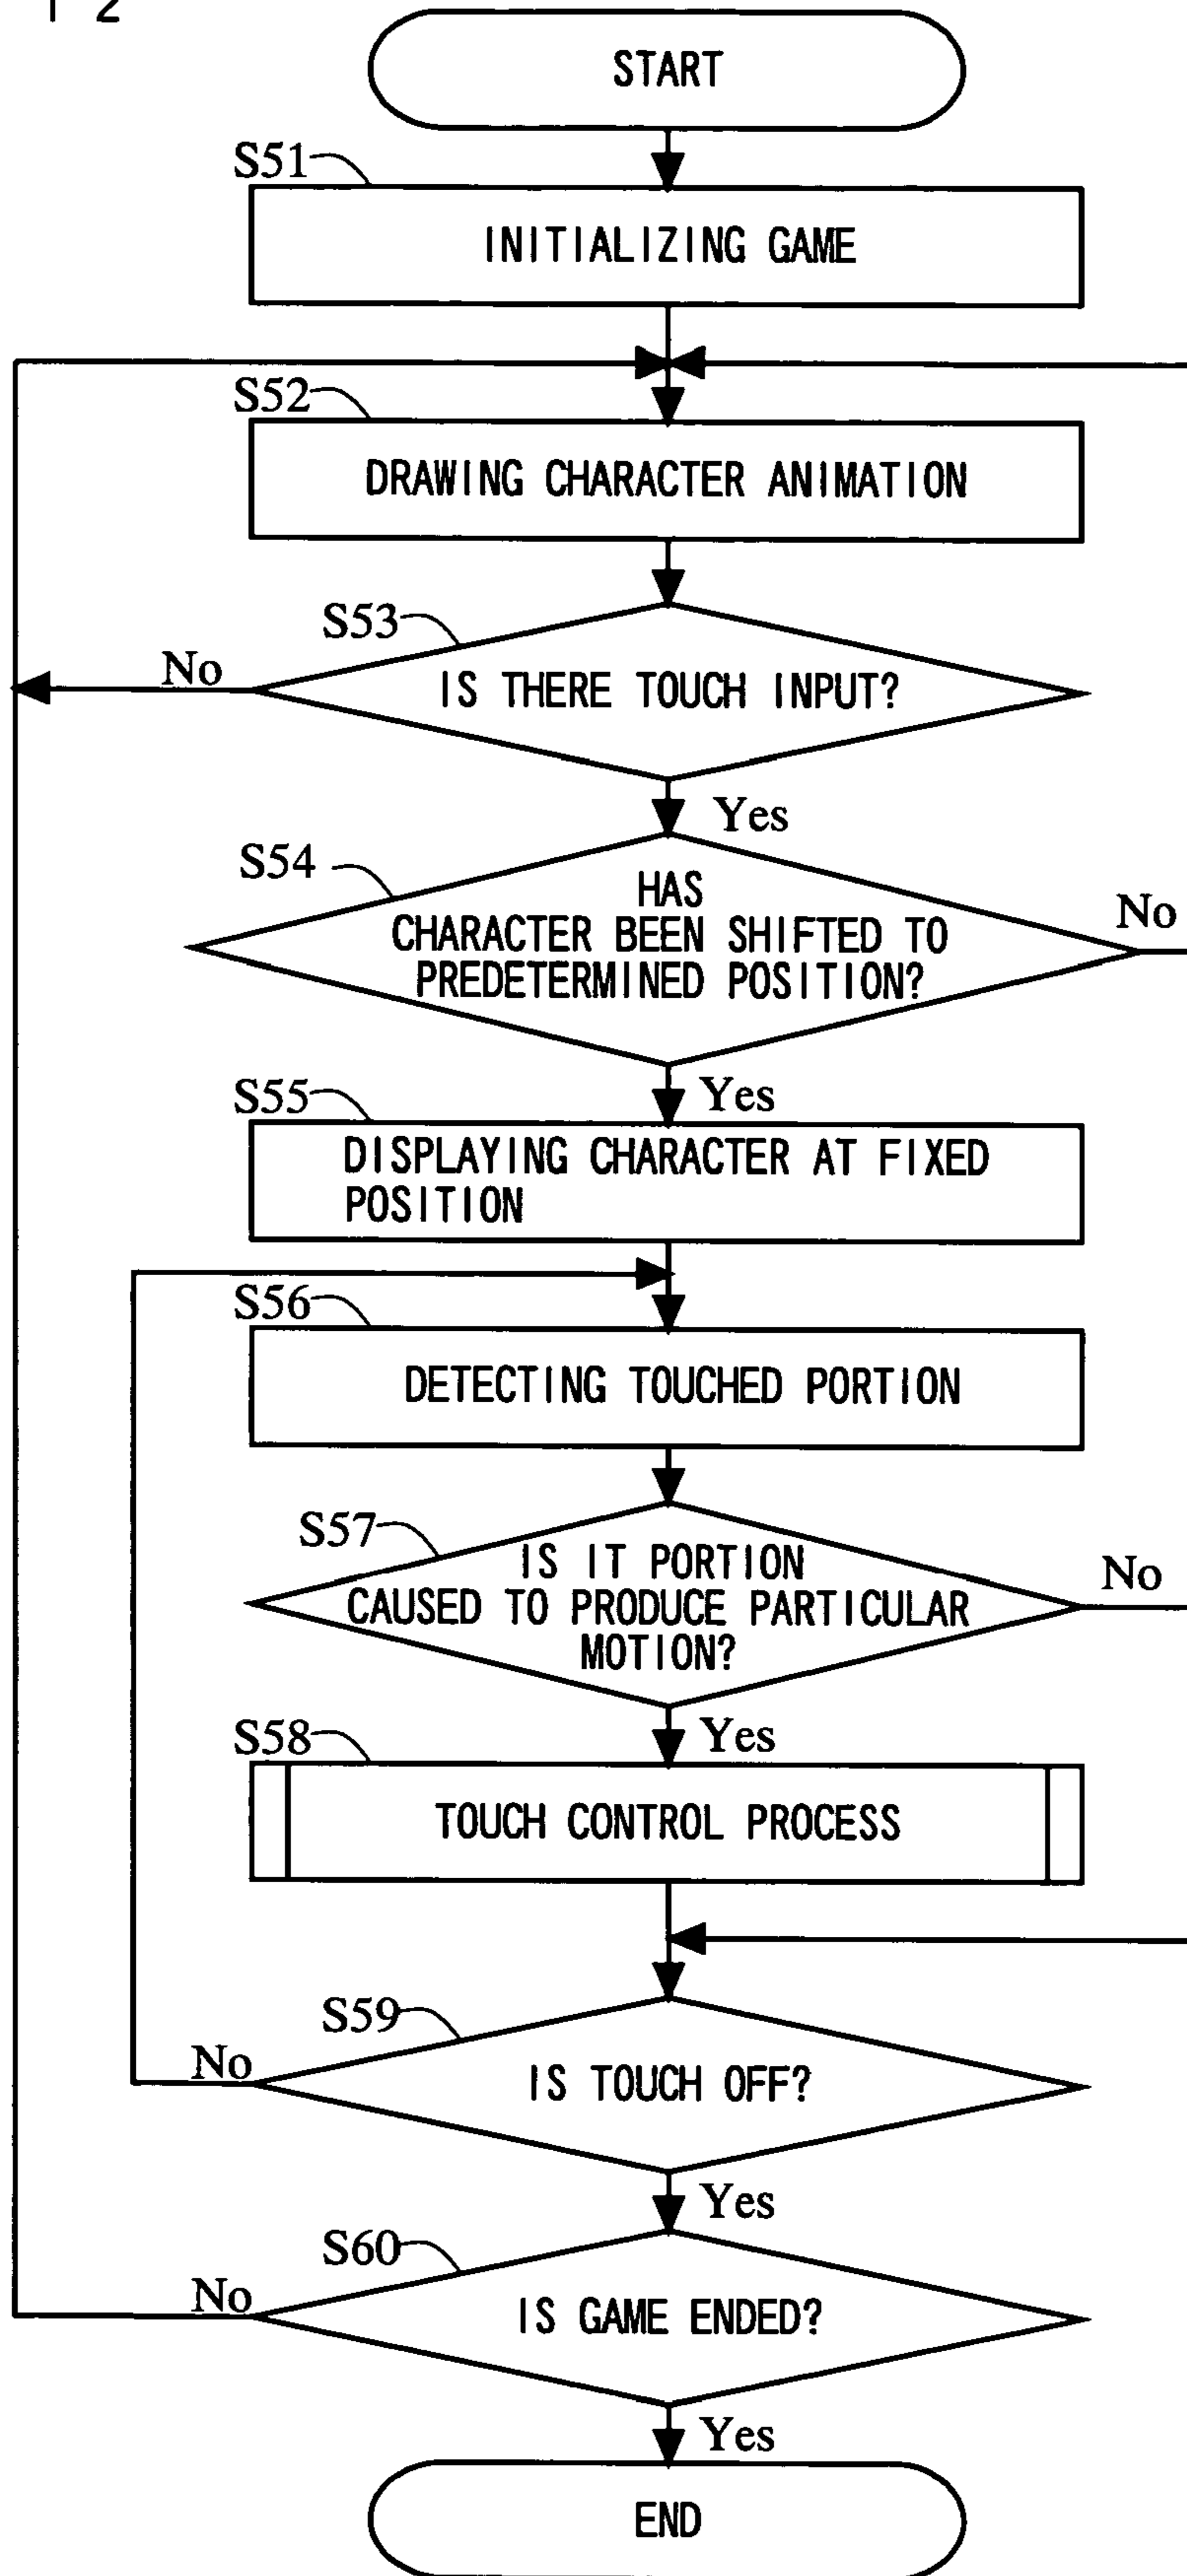 12
START
S51
INITIALIZING GAME
S52
DRAWING CHARACTER ANIMATION
S53
No
IS THERE TOUCH INPUT?
Yes
S54
HAS
CHARACTER BEEN SHIFTED TO
PREDETERMINED POSITION?
No
Yes
S55
DISPLAYING CHARACTER AT FIXED
POSITION
S56
DETECTING TOUCHED PORTION
S57
IS IT PORTION
CAUSED TO PRODUCE PARTICULAR
MOTION?
No
Yes
S58
TOUCH CONTROL PROCESS
S59
No
IS TOUCH OFF?
Yes
S60
No
IS GAME ENDED?
Yes
END